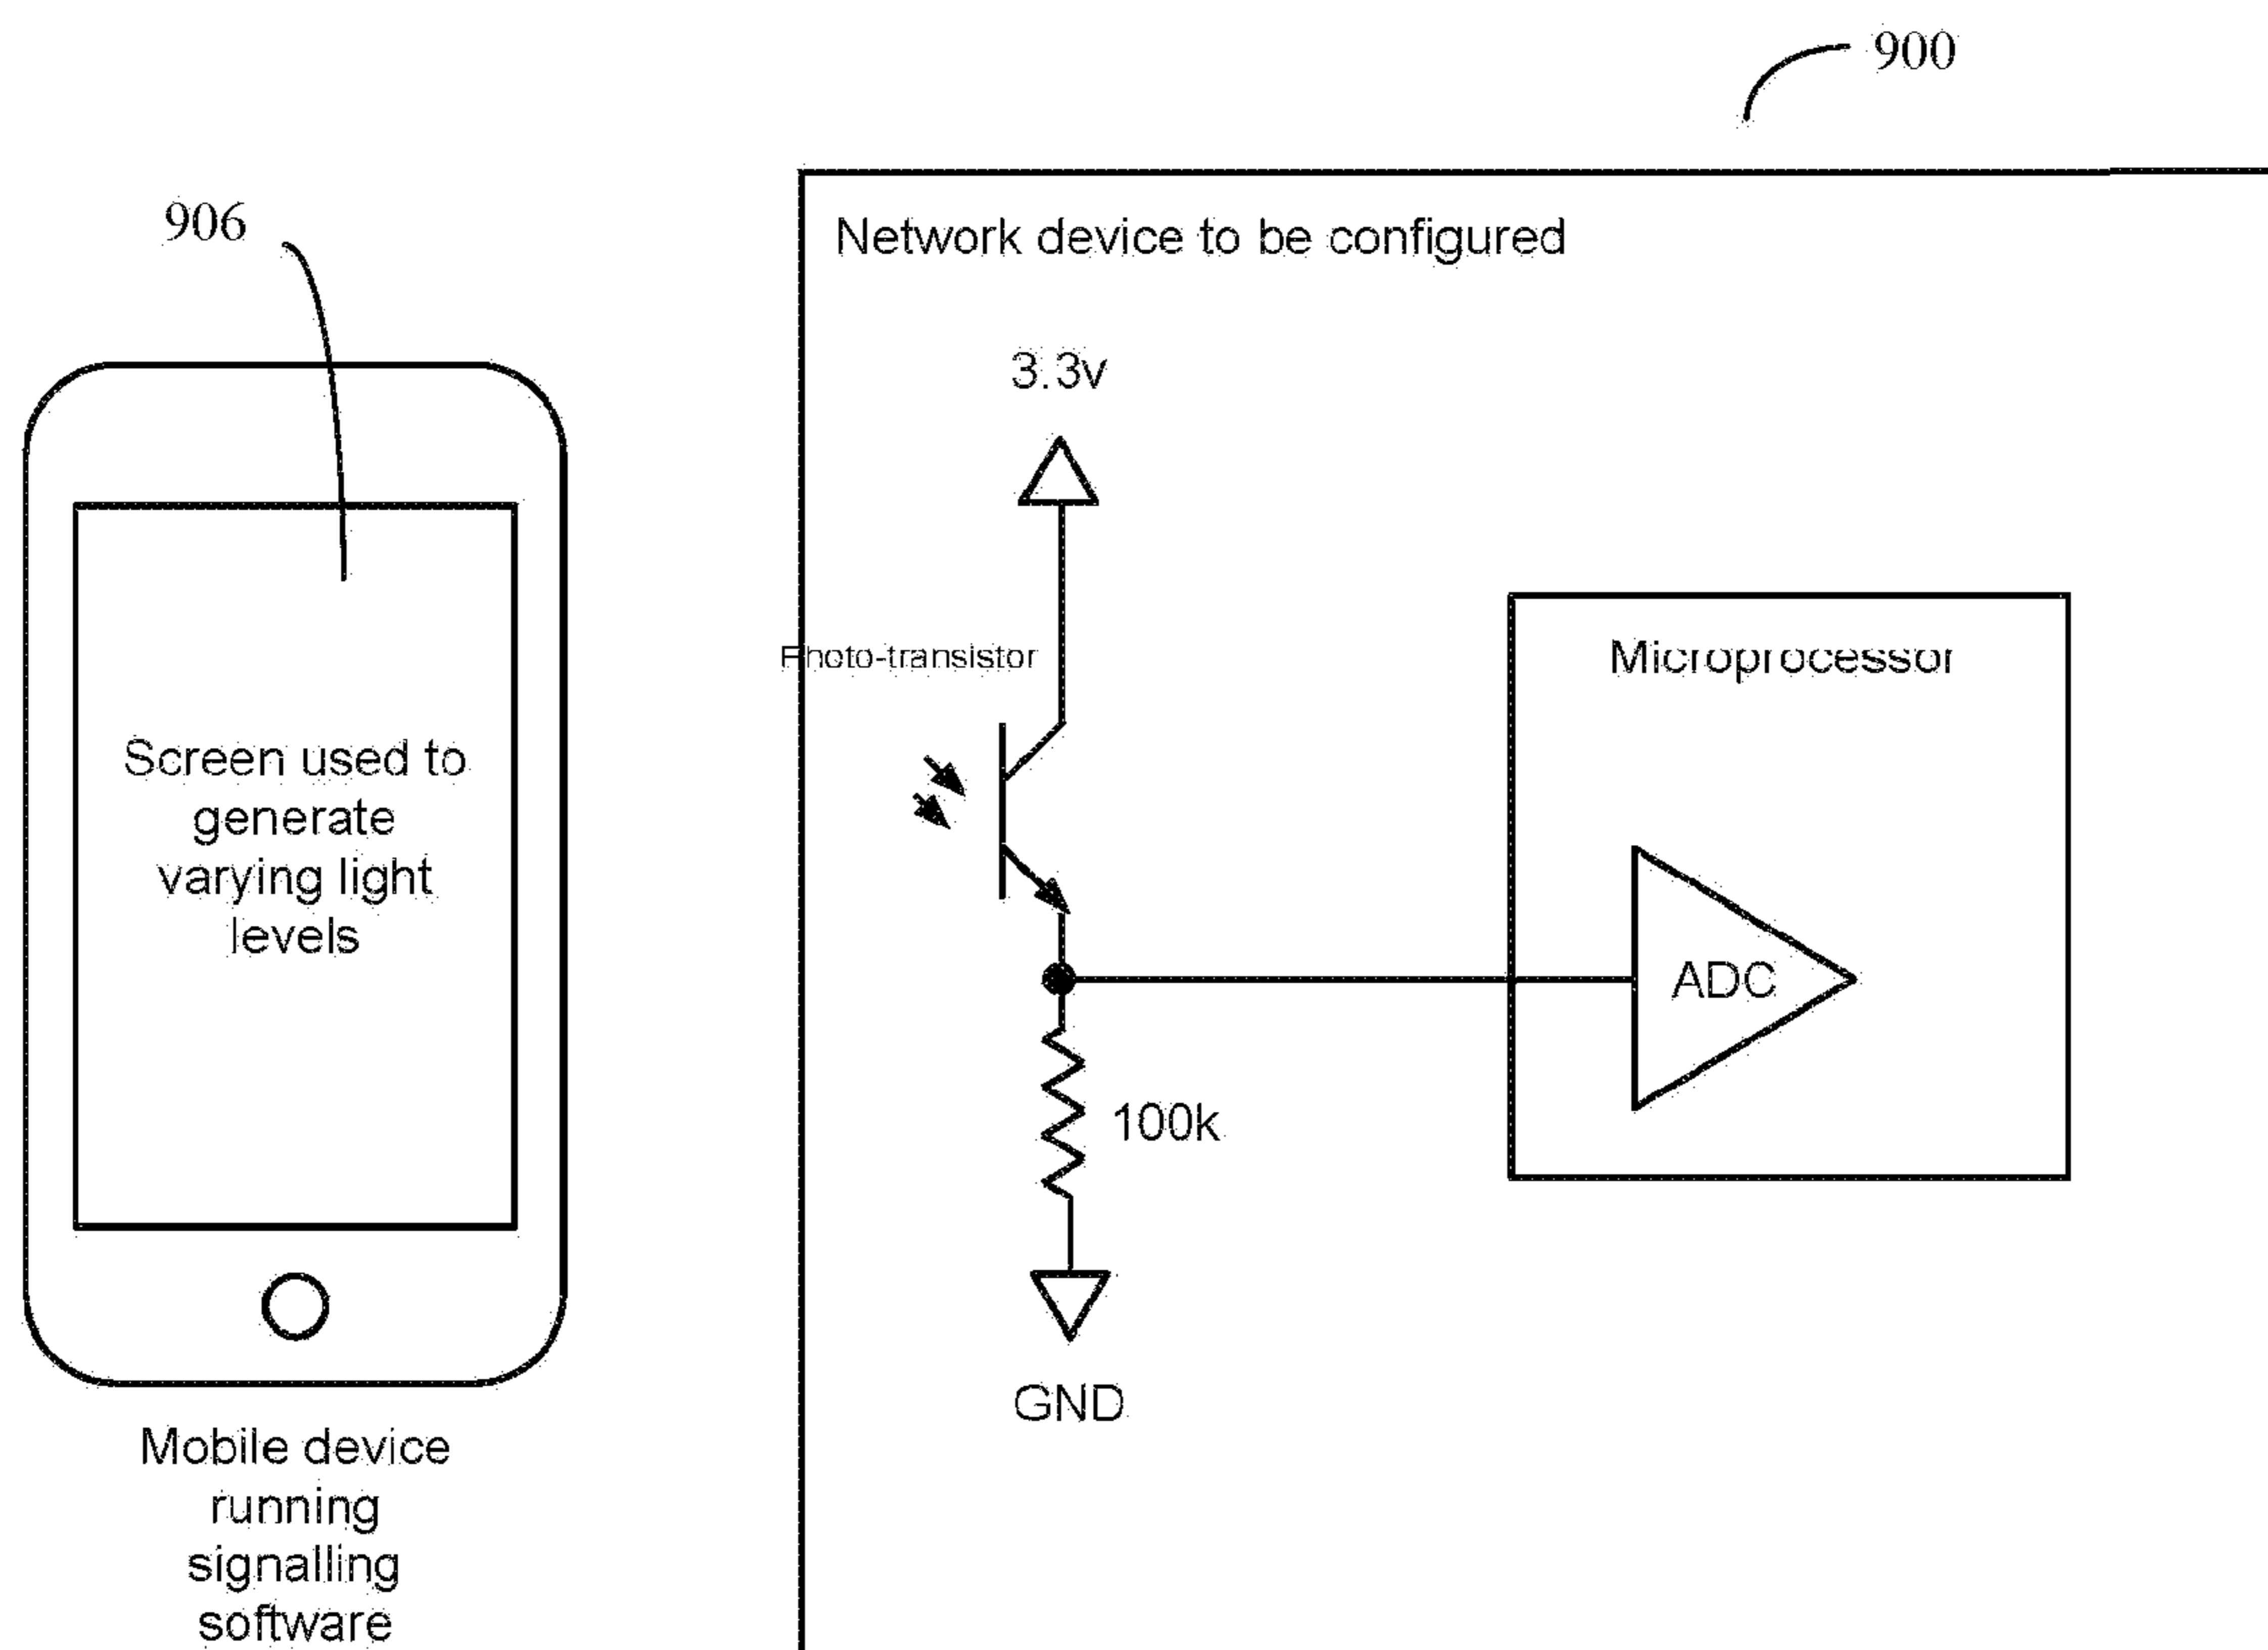 900
906
Network device to be configured
3.3v
Photo-transistor
Microprocessor
Screen used to
generate
varying light
levels
ADC
100k
GND
Mobile device
running
signalling
software